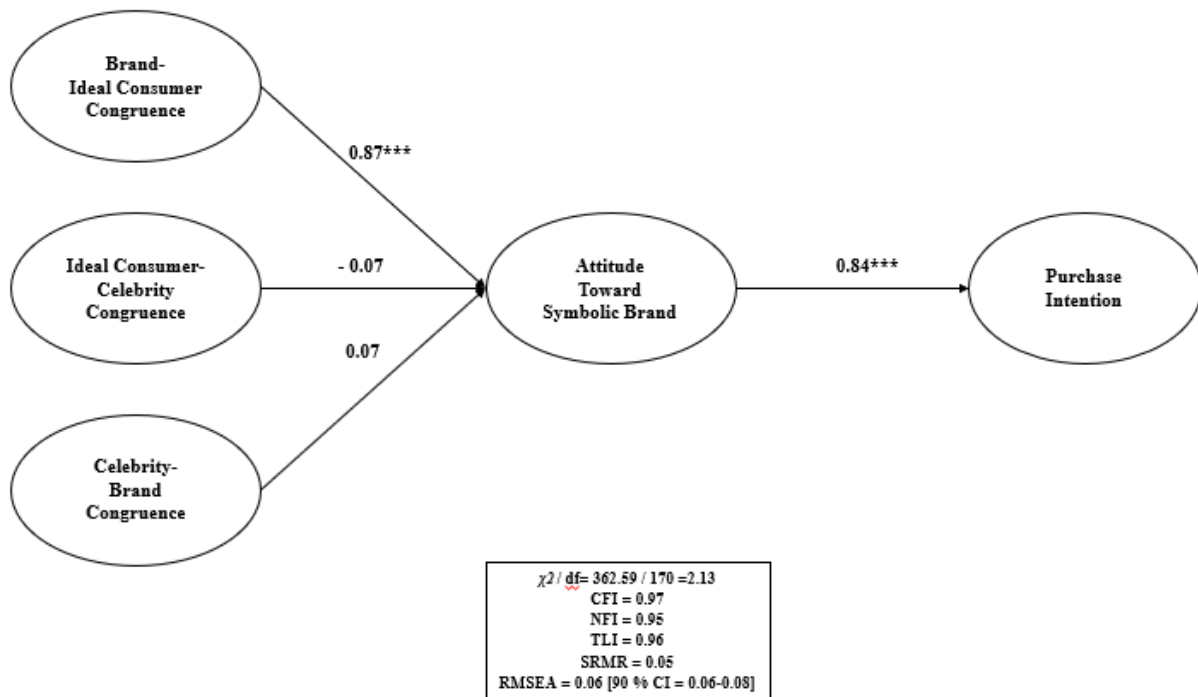 Brand-
Ideal Consumer
Congruence
0.87***
Ideal Consumer-
Celebrity
Congruence
- 0.07
Attitude
Toward
Symbolic Brand
0.84***
Purchase
Intention
0.07
Celebrity-
Brand
Congruence
χ2 / df= 362.59 / 170 =2.13
CFI = 0.97
NFI = 0.95
TLI = 0.96
SRMR = 0.05
RMSEA = 0.06 [90 % CI = 0.06-0.08]